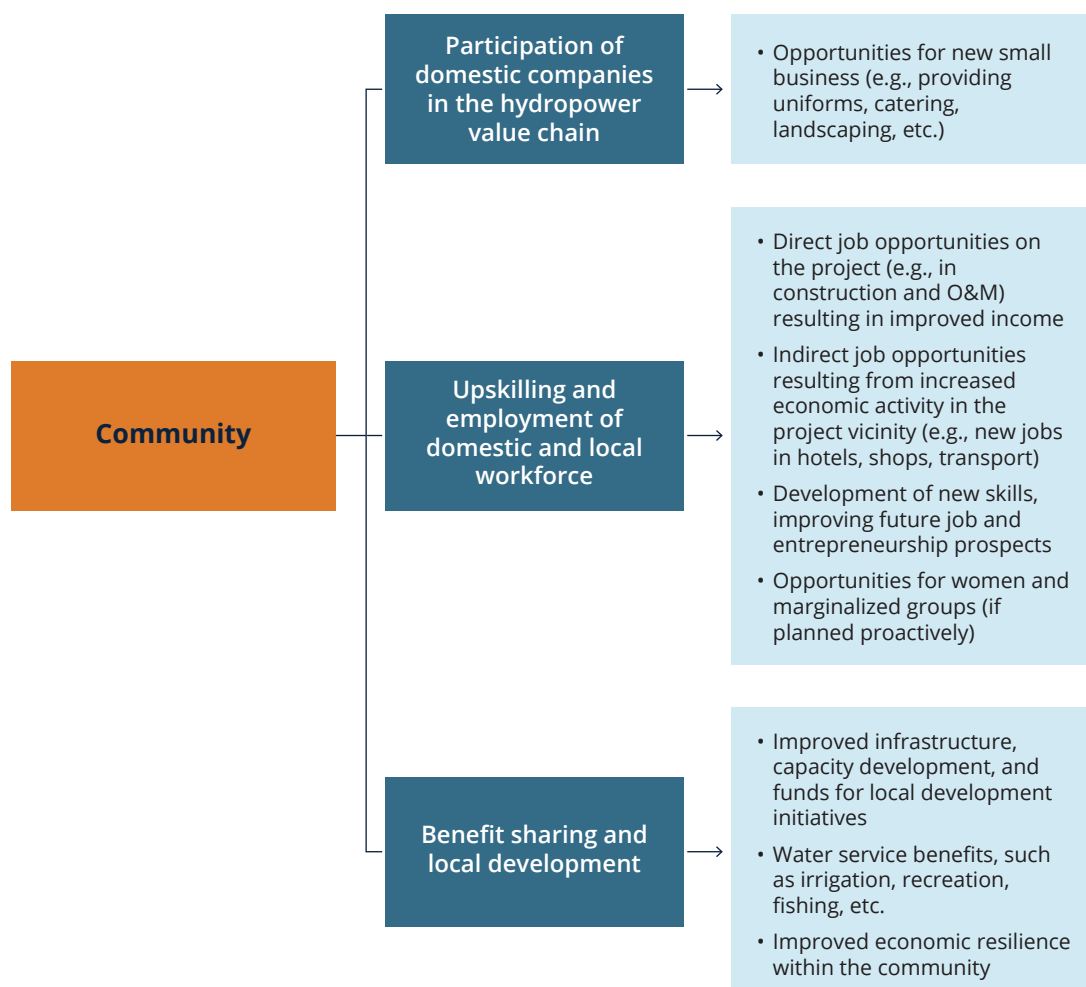 Participation of
domestic companies
in the hydropower
value chain
• Opportunities for new small
business (e.g., providing
uniforms, catering,
landscaping, etc.)
Community
Upskilling and
employment of
domestic and local
workforce
• Direct job opportunities on
the project (e.g., in
construction and O&M)
resulting in improved income
• Indirect job opportunities
resulting from increased
economic activity in the
project vicinity (e.g., new jobs
in hotels, shops, transport)
• Development of new skills,
improving future job and
entrepreneurship prospects
• Opportunities for women and
marginalized groups (if
planned proactively)
Benefit sharing and
local development
• Improved infrastructure,
capacity development, and
funds for local development
initiatives
• Water service benefits, such
as irrigation, recreation,
fishing, etc.
• Improved economic resilience
within the community